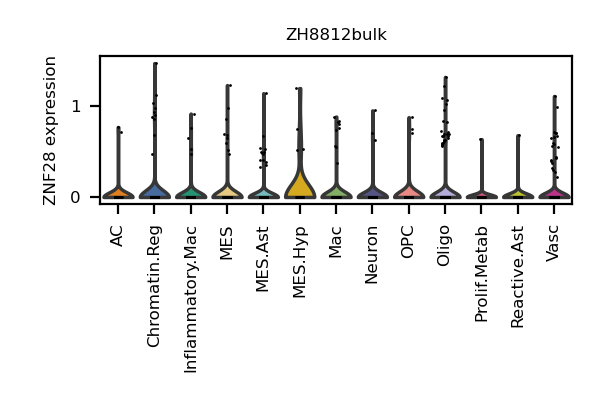 ZH8812bulk
ZNF28 expression
1
0
AC
Chromatin.Reg
Inflammatory.Mac
MES
MES.Ast
MES.Hyp
Mac
Neuron
OPC
Oligo
Prolif.Metab
Reactive.Ast
Vasc